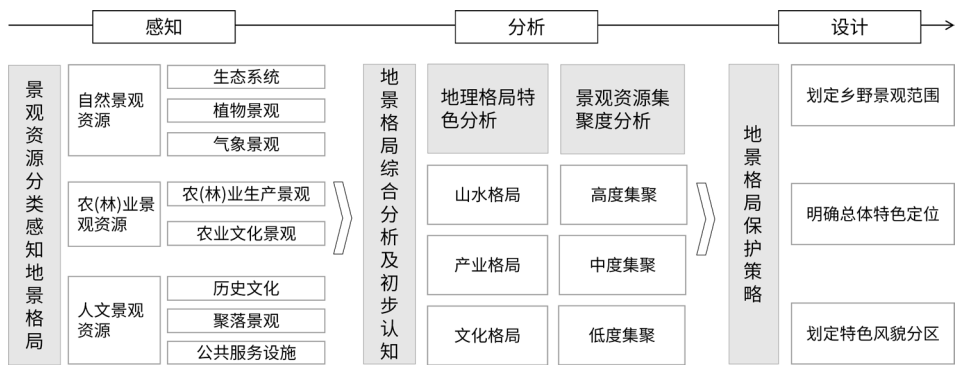 感知
分析
设计
景观资源分类感知地景格局
自然景观
资源
生态系统
植物景观
气象景观
农(林)业景
观资源
农(林)业生产景观
农业文化景观
人文景观
资源
历史文化
聚落景观
公共服务设施
地景格局综合分析及初步认知
地理格局特
色分析
山水格局
产业格局
文化格局
景观资源集
聚度分析
高度集聚
中度集聚
低度集聚
地景格局保护策略
划定乡野景观范围
明确总体特色定位
划定特色风貌分区